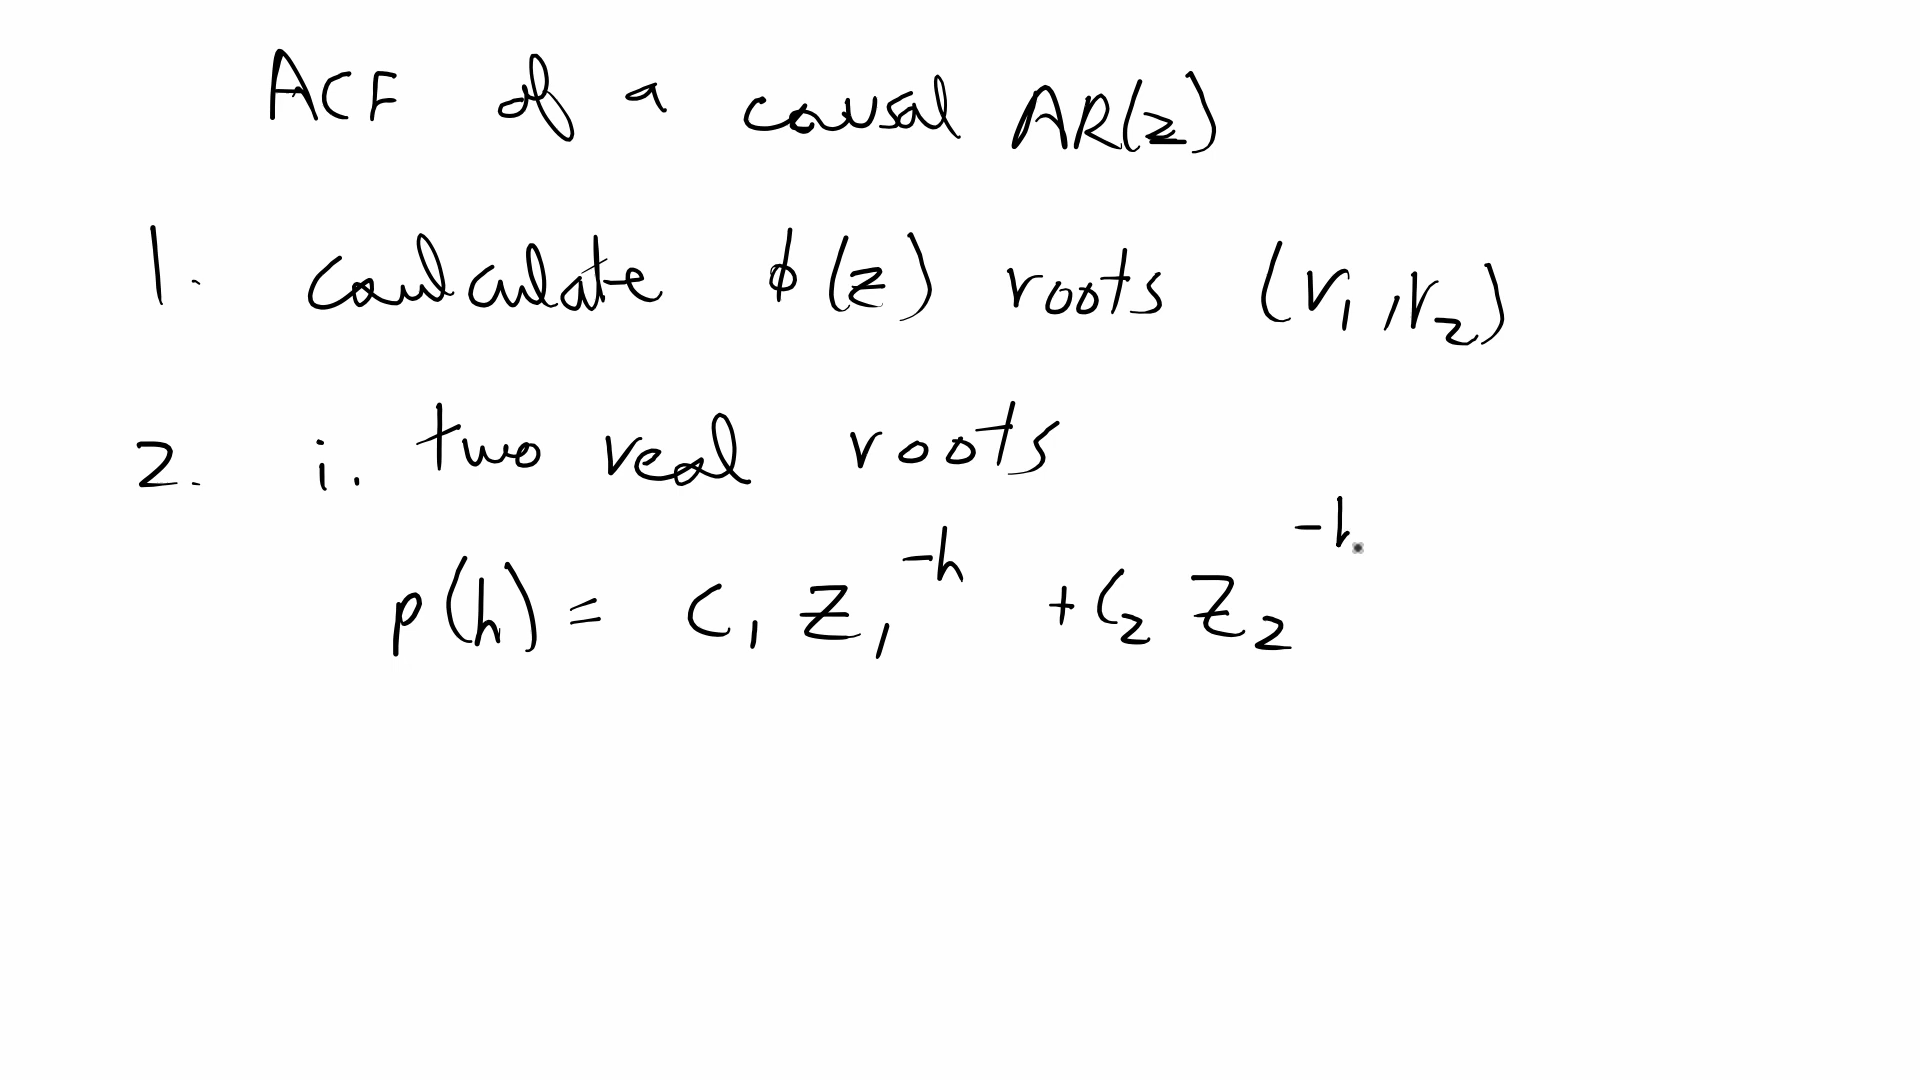 ACF of a causal AR(2)
1. calculate φ(z) roots (r₁, r₂)
2. i. two real roots
ρ(h) = c₁ z₁⁻ʰ + c₂ z₂⁻ʰ